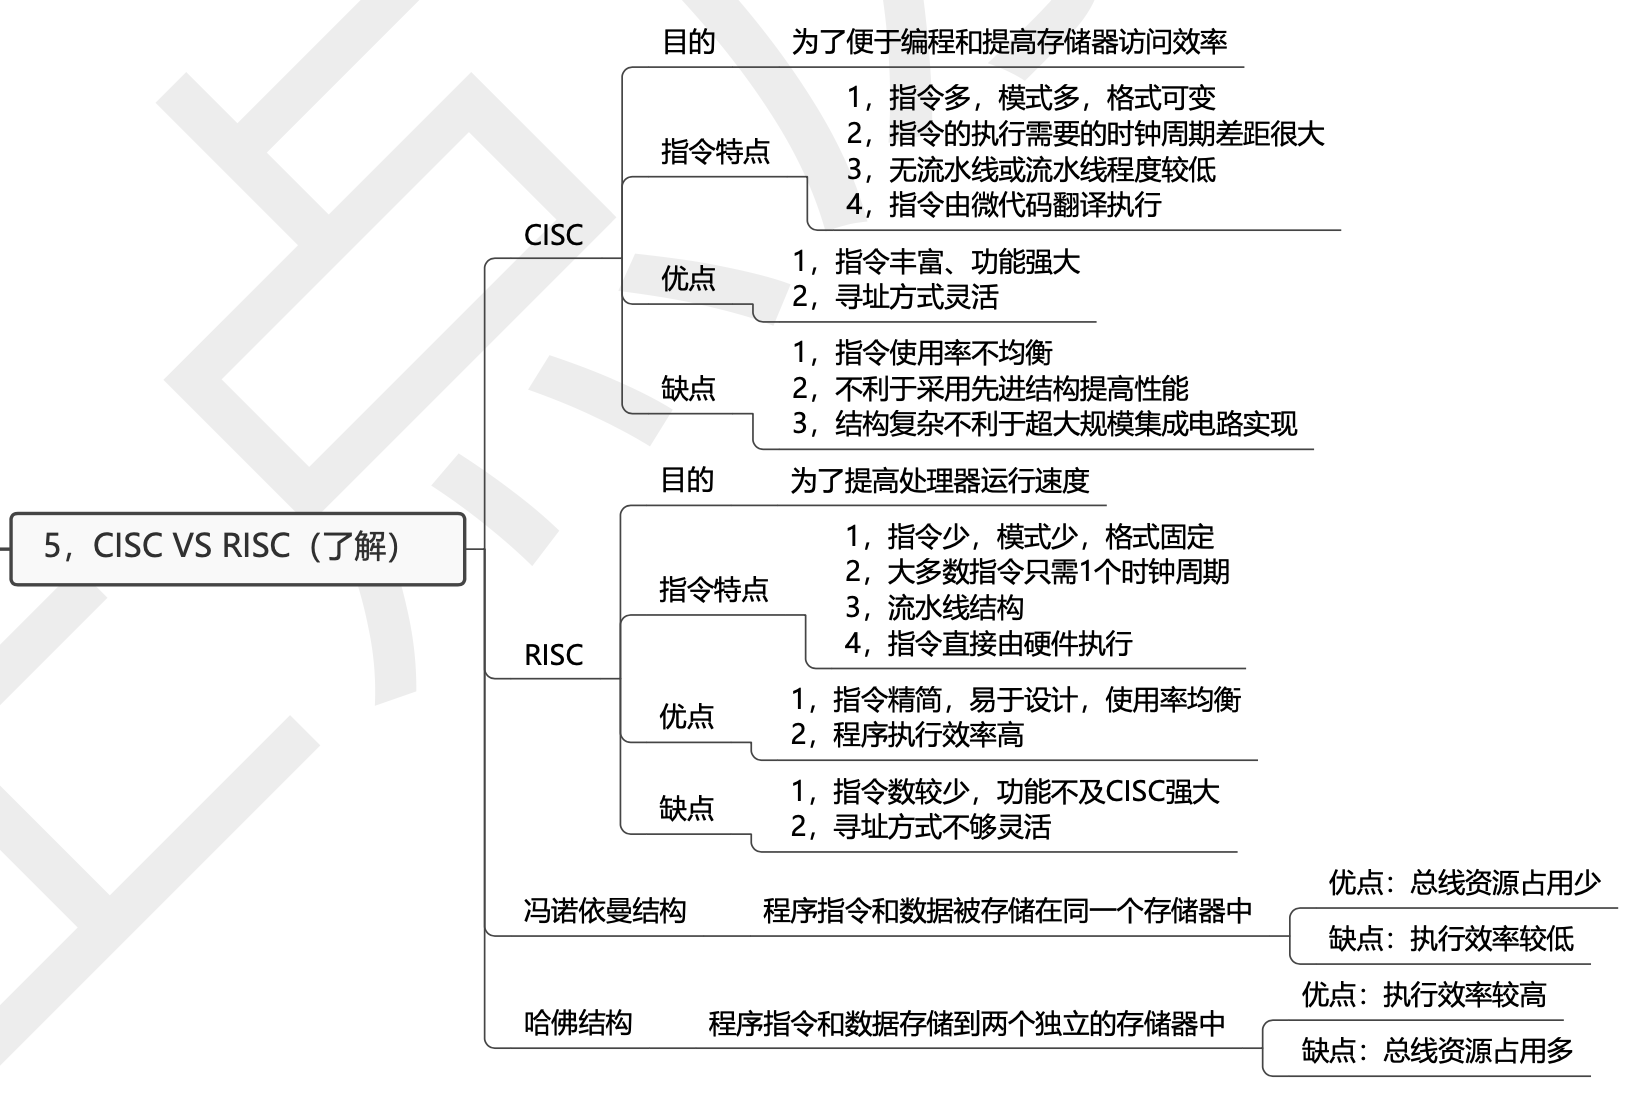 5，CISC VS RISC（了解）
CISC
目的
为了便于编程和提高存储器访问效率
指令特点
1，指令多，模式多，格式可变
2，指令的执行需要的时钟周期差距很大
3，无流水线或流水线程度较低
4，指令由微代码翻译执行
优点
1，指令丰富、功能强大
2，寻址方式灵活
缺点
1，指令使用率不均衡
2，不利于采用先进结构提高性能
3，结构复杂不利于超大规模集成电路实现
RISC
目的
为了提高处理器运行速度
指令特点
1，指令少，模式少，格式固定
2，大多数指令只需1个时钟周期
3，流水线结构
4，指令直接由硬件执行
优点
1，指令精简，易于设计，使用率均衡
2，程序执行效率高
缺点
1，指令数较少，功能不及CISC强大
2，寻址方式不够灵活
冯诺依曼结构
程序指令和数据被存储在同一个存储器中
优点：总线资源占用少
缺点：执行效率较低
哈佛结构
程序指令和数据存储到两个独立的存储器中
优点：执行效率较高
缺点：总线资源占用多